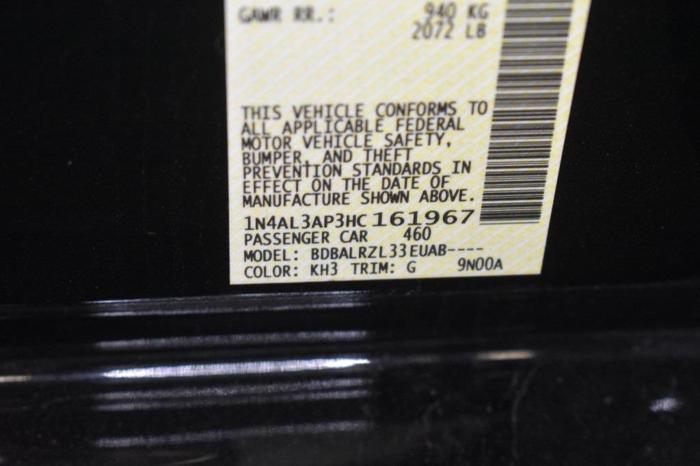 GAWR RR.: 940 KG
2072 LB
THIS VEHICLE CONFORMS TO
ALL APPLICABLE FEDERAL
MOTOR VEHICLE SAFETY,
BUMPER, AND THEFT
PREVENTION STANDARDS IN
EFFECT ON THE DATE OF
MANUFACTURE SHOWN ABOVE.
1N4AL3AP3HC161967
PASSENGER CAR 460
MODEL: BDBALRZL33EUAB----
COLOR: KH3 TRIM: G 9N00A